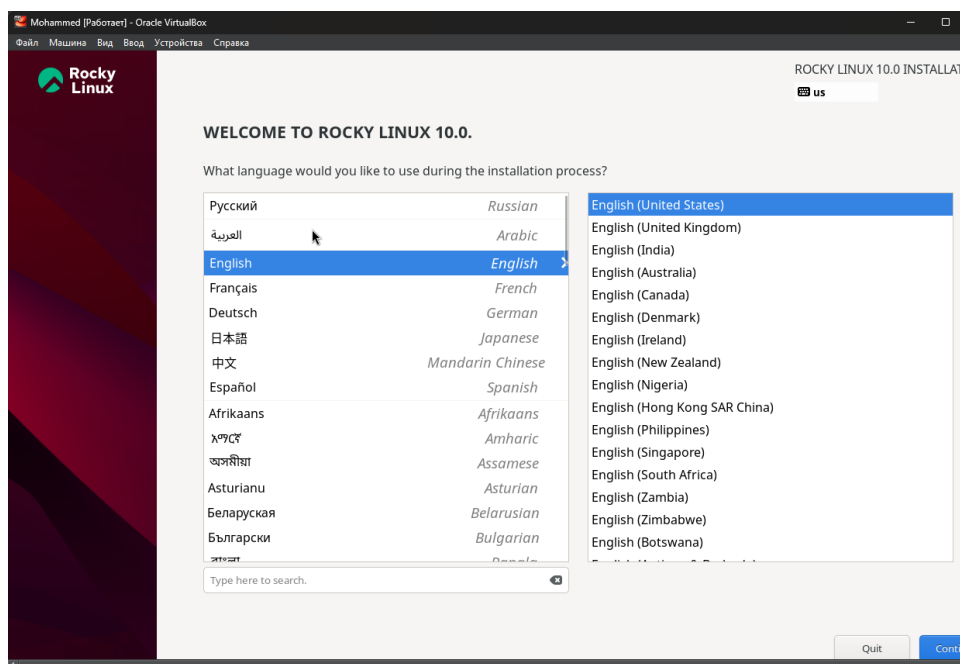 Mohammed [Работает] - Oracle VirtualBox
Файл Машина Вид Ввод Устройства Справка
Rocky Linux
ROCKY LINUX 10.0 INSTALLAT
us
WELCOME TO ROCKY LINUX 10.0.
What language would you like to use during the installation process?
Русский Russian
العربية Arabic
English English
Français French
Deutsch German
日本語 Japanese
中文 Mandarin Chinese
Español Spanish
Afrikaans Afrikaans
አማርኛ Amharic
অসমীয়া Assamese
Asturianu Asturian
Беларуская Belarusian
Български Bulgarian
English (United States)
English (United Kingdom)
English (India)
English (Australia)
English (Canada)
English (Denmark)
English (Ireland)
English (New Zealand)
English (Nigeria)
English (Hong Kong SAR China)
English (Philippines)
English (Singapore)
English (South Africa)
English (Zambia)
English (Zimbabwe)
English (Botswana)
Type here to search.
Quit
Conti